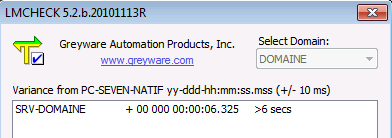 LMCHECK 5.2.b.20101113R
Greyware Automation Products, Inc.
www.greyware.com
Select Domain:
DOMAINE
Variance from PC-SEVEN-NATIF yy-ddd-hh:mm:ss.mss (+/- 10 ms)
SRV-DOMAINE + 00 000 00:00:06.325 >6 secs